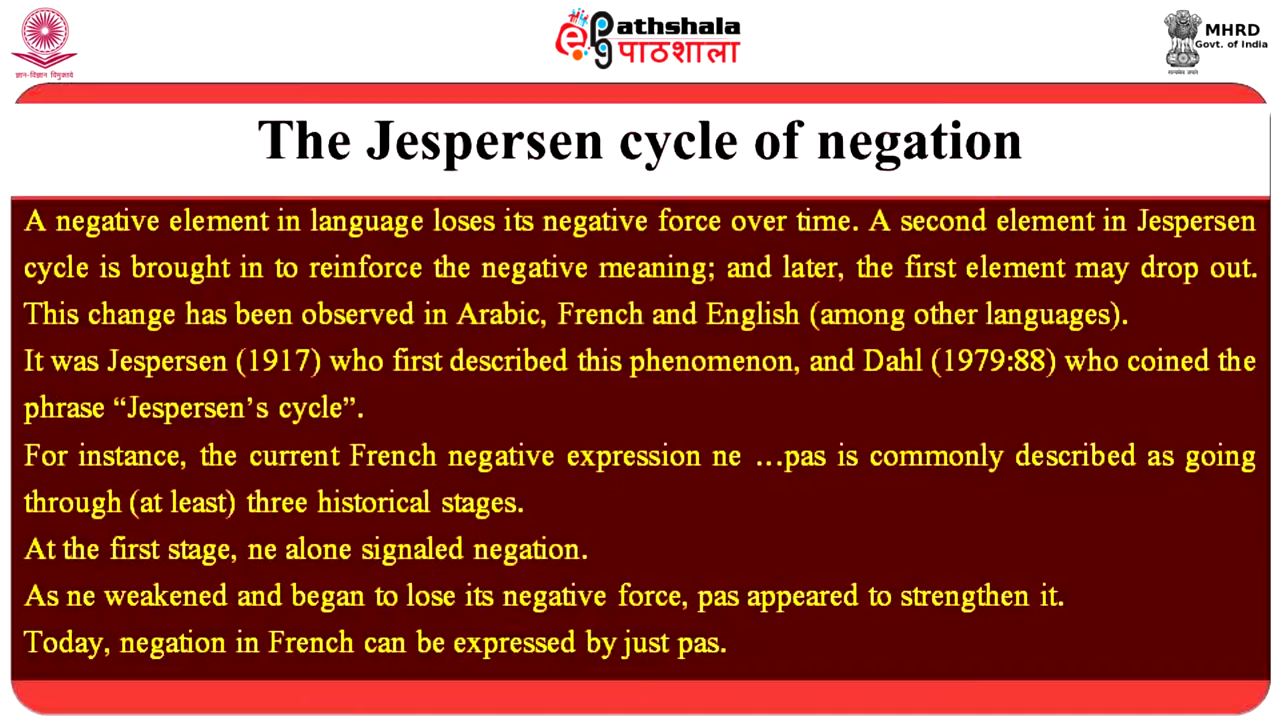 ज्ञान-विज्ञान विमुक्तये
ePathshala
पाठशाला
MHRD
Govt. of India
सत्यमेव जयते
The Jespersen cycle of negation
A negative element in language loses its negative force over time. A second element in Jespersen
cycle is brought in to reinforce the negative meaning; and later, the first element may drop out.
This change has been observed in Arabic, French and English (among other languages).
It was Jespersen (1917) who first described this phenomenon, and Dahl (1979:88) who coined the
phrase “Jespersen’s cycle”.
For instance, the current French negative expression ne …pas is commonly described as going
through (at least) three historical stages.
At the first stage, ne alone signaled negation.
As ne weakened and began to lose its negative force, pas appeared to strengthen it.
Today, negation in French can be expressed by just pas.